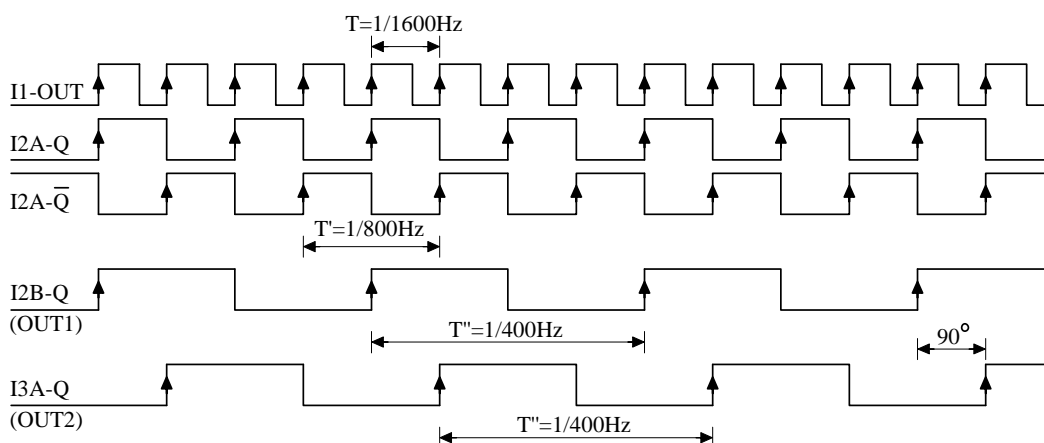 T=1/1600Hz
I1-OUT
I2A-Q
I2A-Q̅
T'=1/800Hz
I2B-Q
(OUT1)
T"=1/400Hz
90°
I3A-Q
(OUT2)
T"=1/400Hz